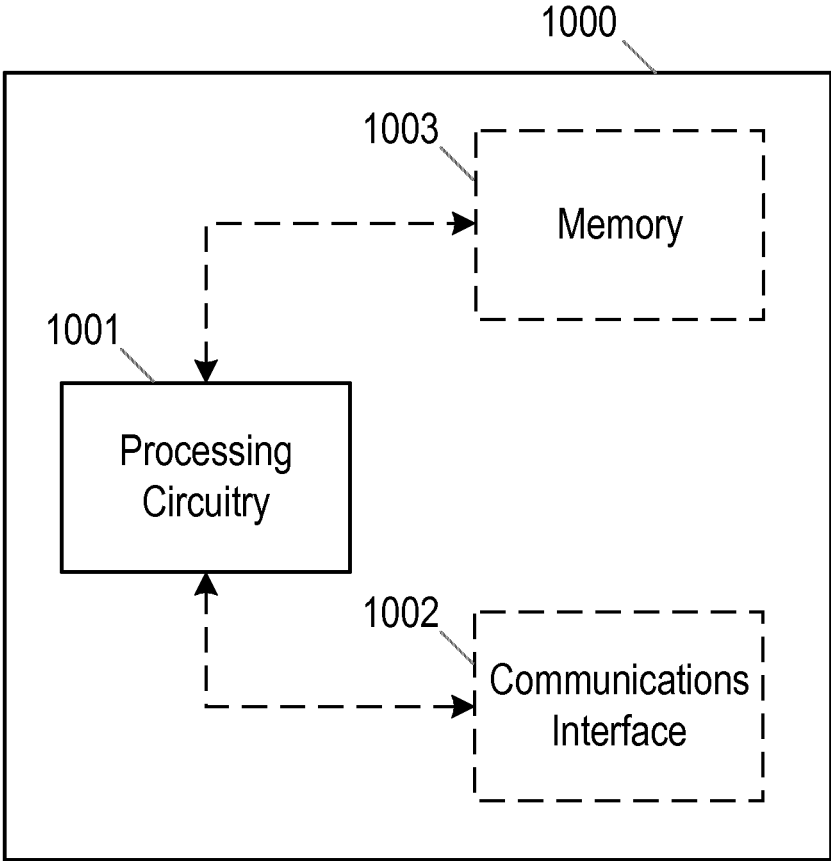 1000
1003
Memory
1001
Processing
Circuitry
1002
Communications
Interface